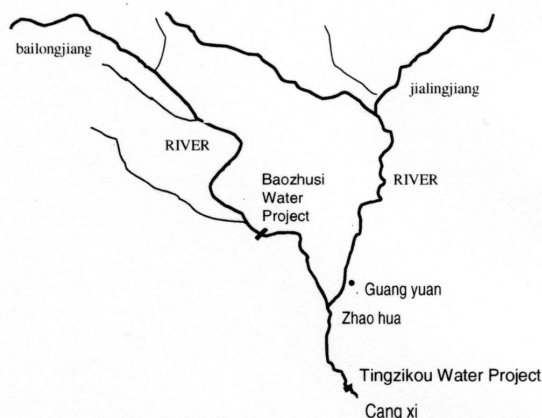 bailongjiang
jialingjiang
RIVER
Baozhusi
Water
Project
RIVER
Guang yuan
Zhao hua
Tingzikou Water Project
Cang xi